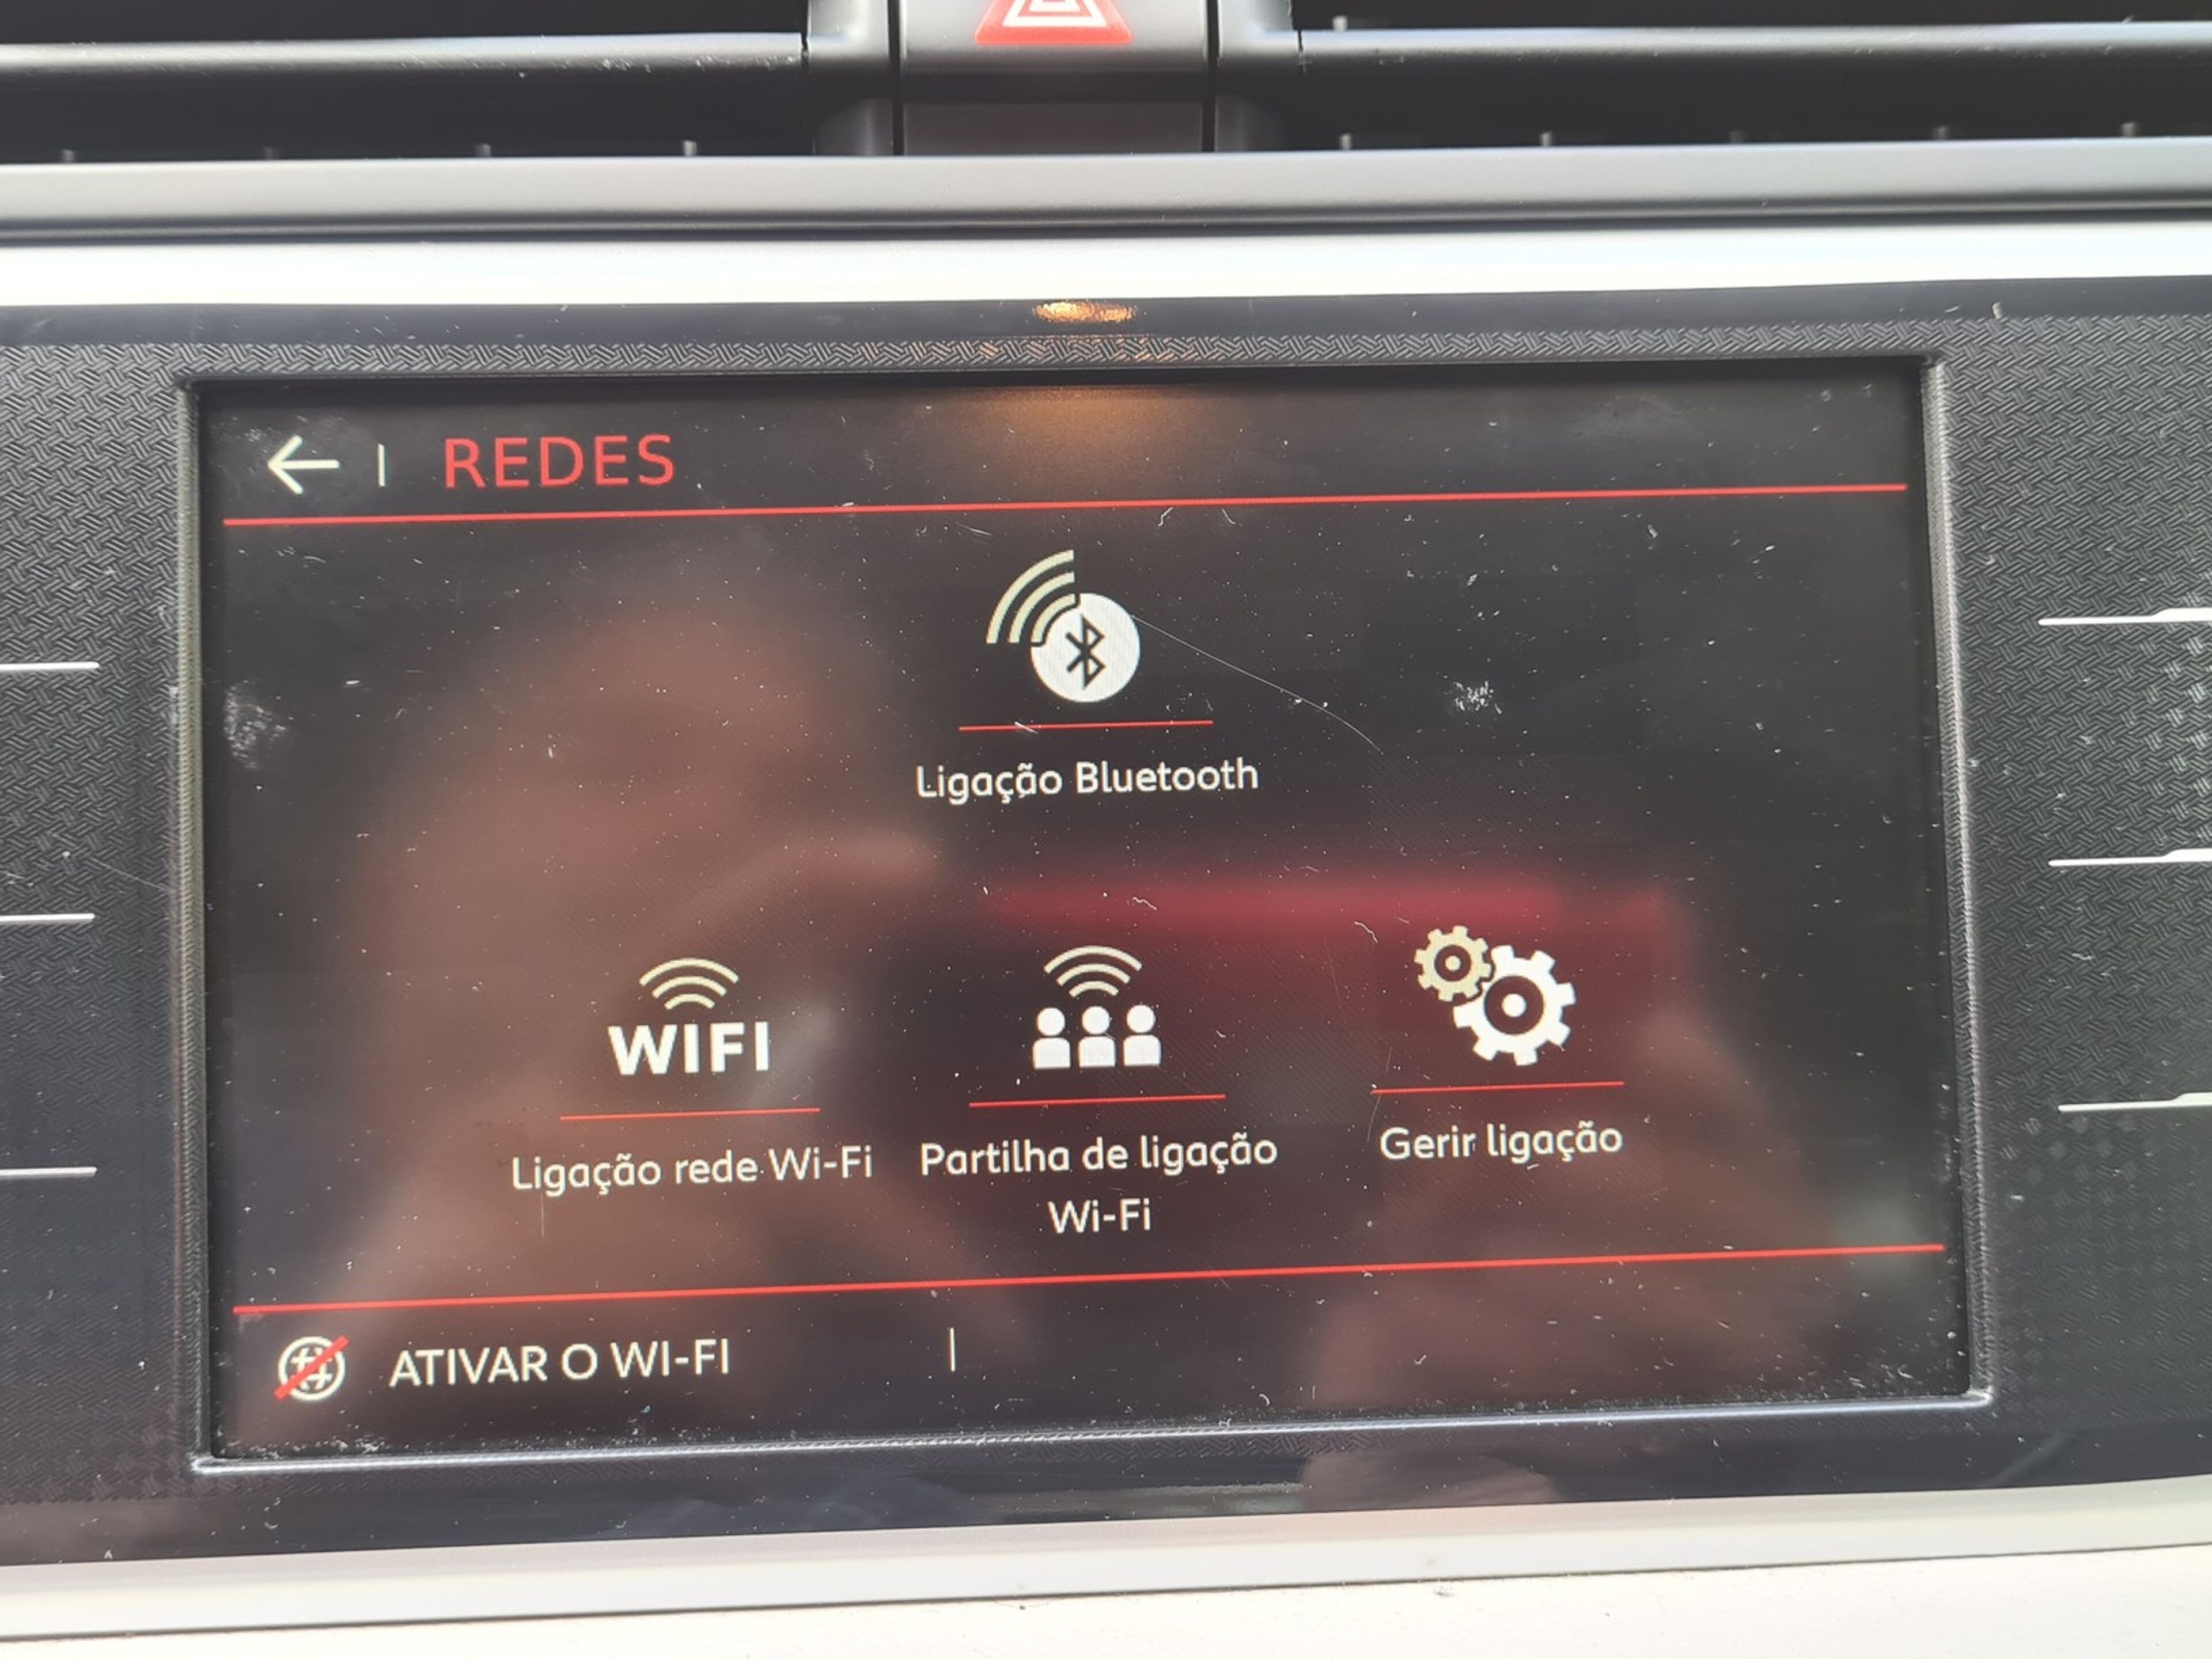 REDES
Ligação Bluetooth
WIFI
Ligação rede Wi-Fi
Partilha de ligação
Wi-Fi
Gerir ligação
ATIVAR O WI-FI